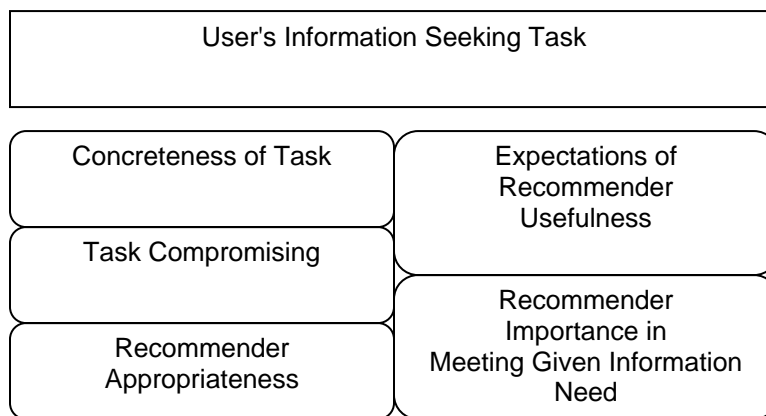 User's Information Seeking Task
Concreteness of Task
Task Compromising
Recommender
Appropriateness
Expectations of
Recommender
Usefulness
Recommender
Importance in
Meeting Given Information
Need